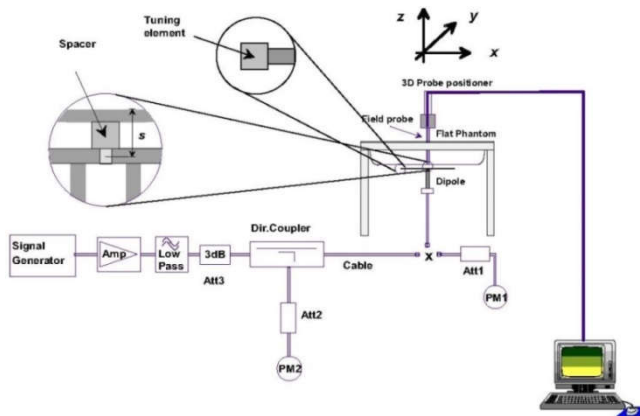 Tuning
element
Spacer
s
z
y
x
3D Probe positioner
Field probe
Flat Phantom
Dipole
Signal
Generator
Amp
Low
Pass
3dB
Att3
Dir.Coupler
Cable
x
Att1
PM1
Att2
PM2